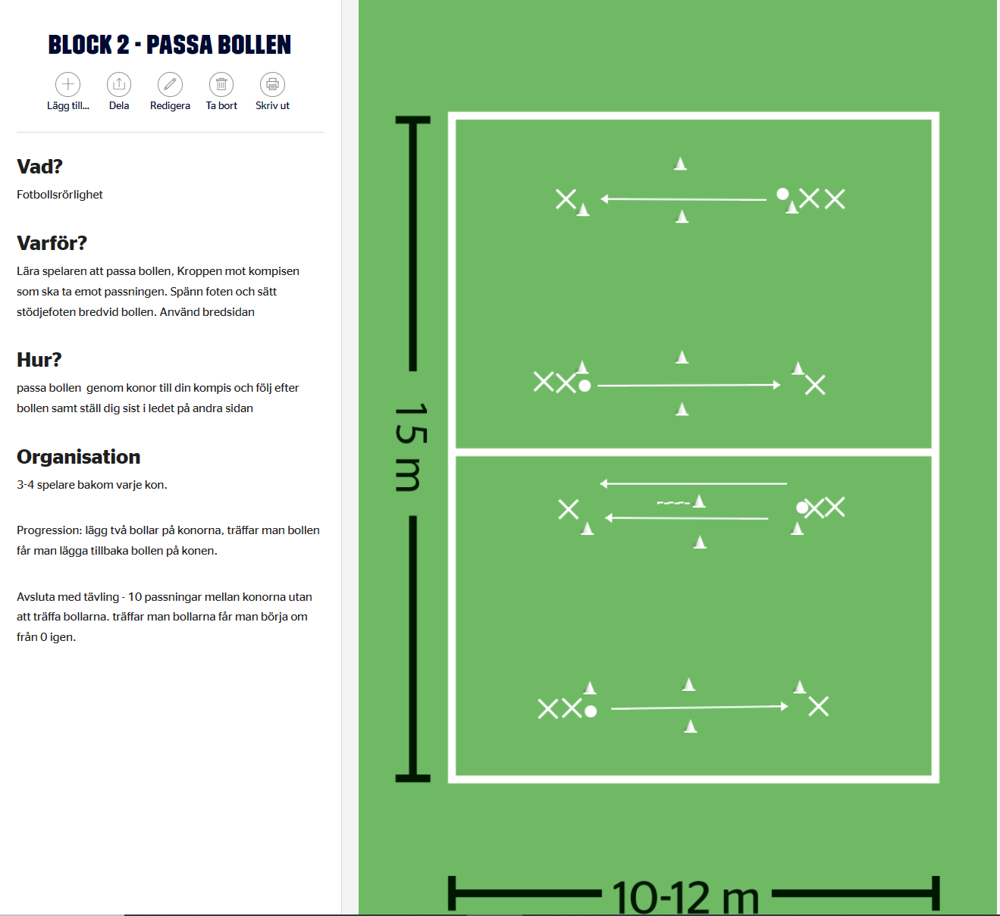 BLOCK 2 - PASSA BOLLEN
Lägg till...
Dela
Redigera
Ta bort
Skriv ut
Vad?
Fotbollsrörlighet
Varför?
Lära spelaren att passa bollen, Kroppen mot kompisen
som ska ta emot passningen. Spänn foten och sätt
stödjefoten bredvid bollen. Använd bredsidan
Hur?
passa bollen  genom konor till din kompis och följ efter
bollen samt ställ dig sist i ledet på andra sidan
Organisation
3-4 spelare bakom varje kon.
Progression: lägg två bollar på konorna, träffar man bollen
får man lägga tillbaka bollen på konen.
Avsluta med tävling - 10 passningar mellan konorna utan
att träffa bollarna. träffar man bollarna får man börja om
från 0 igen.
15 m
10-12 m